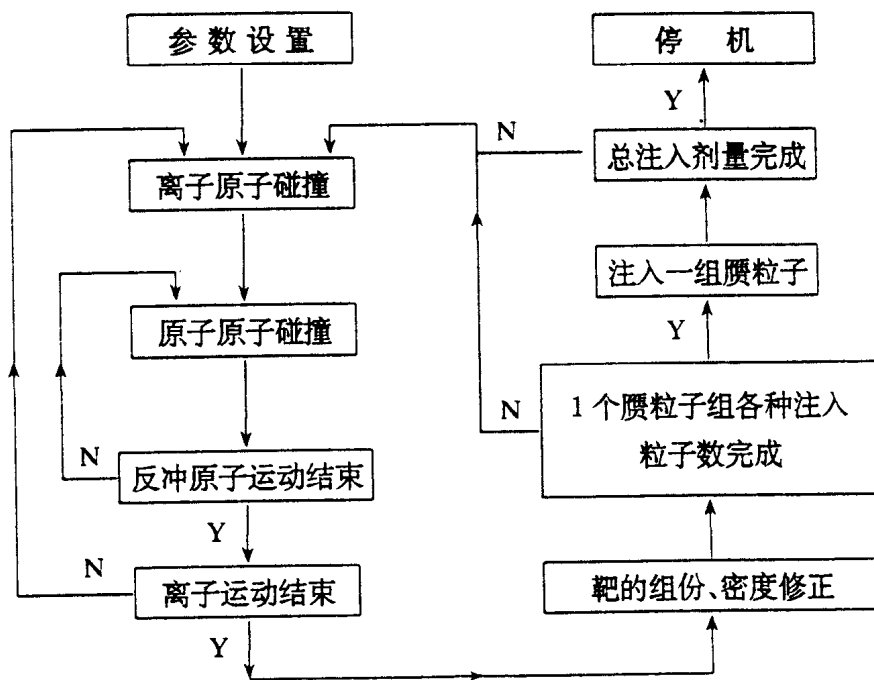 参数设置
停 机
Y
N
总注入剂量完成
离子原子碰撞
注入一组赝粒子
Y
原子原子碰撞
N
1个赝粒子组各种注入
粒子数完成
N
反冲原子运动结束
Y
N
离子运动结束
靶的组份、密度修正
Y